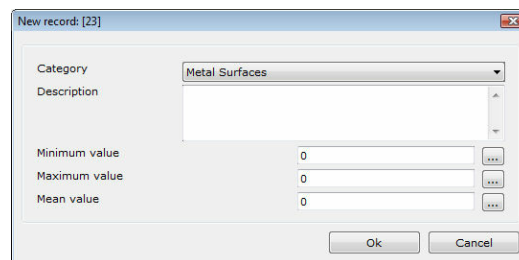 New record: [23]
Category
Metal Surfaces
Description
Minimum value
0
...
Maximum value
0
...
Mean value
0
...
Ok
Cancel